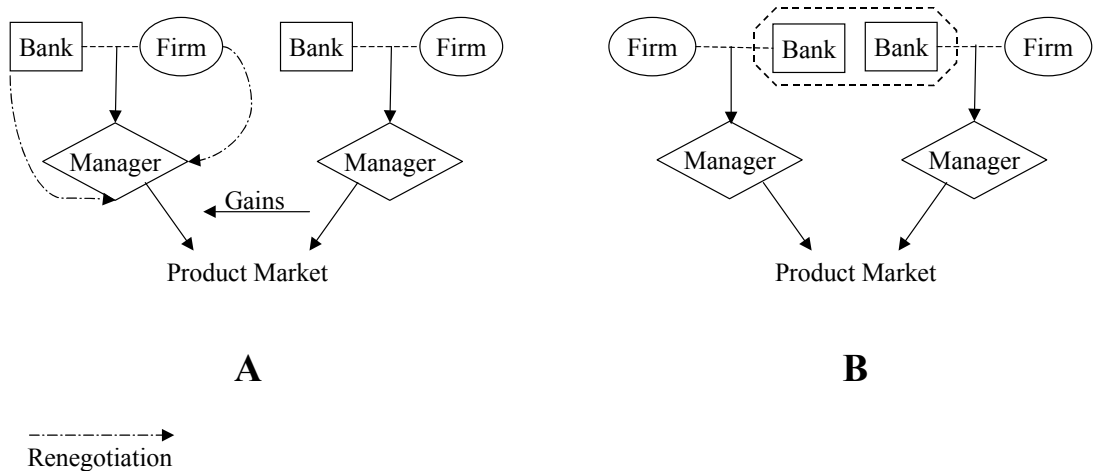 Bank Firm Bank Firm Firm Bank Bank Firm
Manager Manager Manager Manager
Gains
Product Market Product Market
A B
Renegotiation